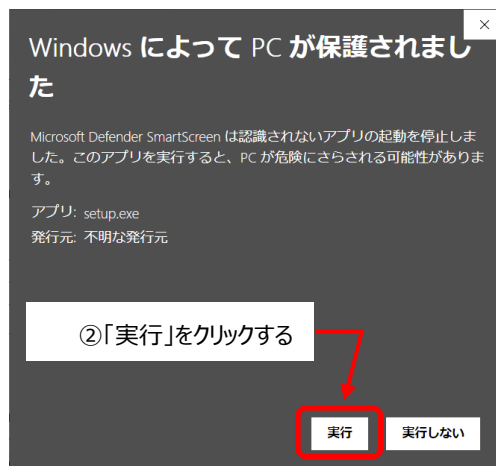 ×
Windows によって PC が保護されまし
た
Microsoft Defender SmartScreen は認識されないアプリの起動を停止しま
した。このアプリを実行すると、PC が危険にさらされる可能性がありま
す。
アプリ: setup.exe
発行元: 不明な発行元
②「実行」をクリックする
実行 実行しない